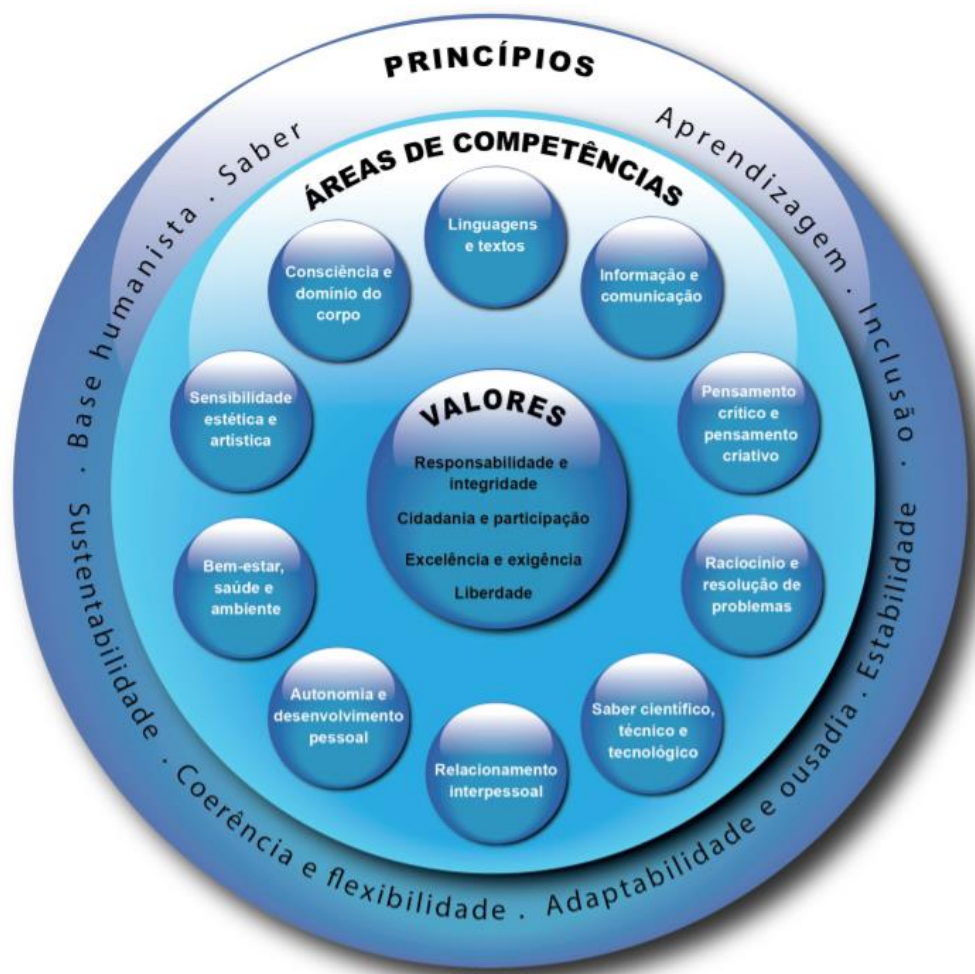 PRINCÍPIOS
Aprendizagem . Inclusão . Estabilidade . Adaptabilidade e ousadia . Coerência e flexibilidade . Sustentabilidade . Base humanista . Saber
ÁREAS DE COMPETÊNCIAS
Linguagens
e textos
Informação e
comunicação
Pensamento
crítico e
pensamento
criativo
Raciocínio e
resolução de
problemas
Saber científico,
técnico e
tecnológico
Relacionamento
interpessoal
Autonomia e
desenvolvimento
pessoal
Bem-estar,
saúde e
ambiente
Sensibilidade
estética e
artística
Consciência e
domínio do
corpo
VALORES
Responsabilidade e
integridade
Cidadania e participação
Excelência e exigência
Liberdade